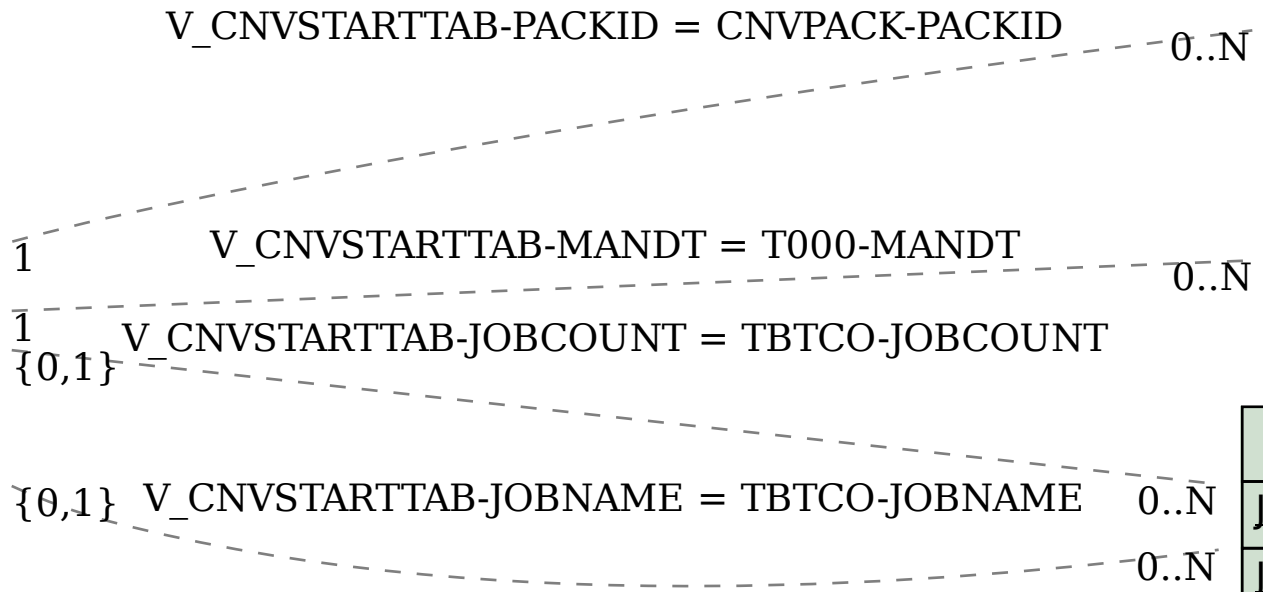 V_CNVSTARTTAB-PACKID = CNVPACK-PACKID
0..N
1
V_CNVSTARTTAB-MANDT = T000-MANDT
0..N
1
V_CNVSTARTTAB-JOBCOUNT = TBTCO-JOBCOUNT
{0,1}
{0,1}
V_CNVSTARTTAB-JOBNAME = TBTCO-JOBNAME
0..N
J
0..N
J